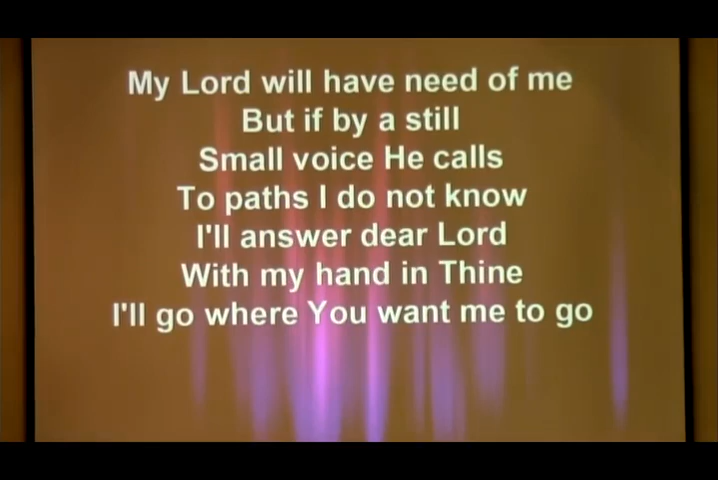 My Lord will have need of me
But if by a still
Small voice He calls
To paths I do not know
I'll answer dear Lord
With my hand in Thine
I'll go where You want me to go